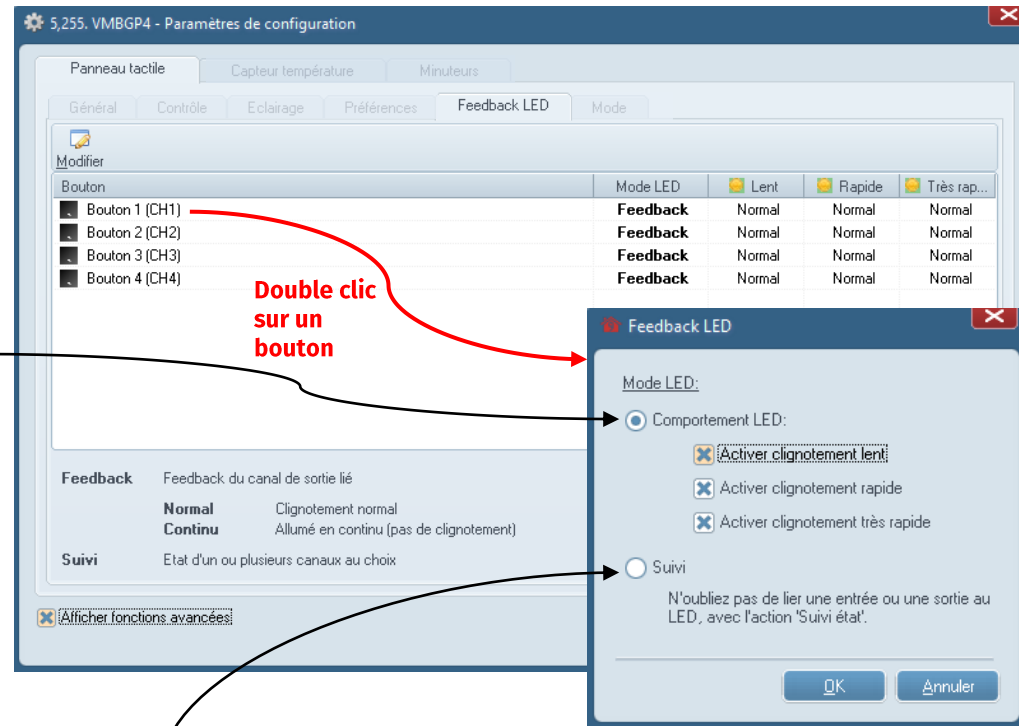 5,255. VMBGP4 - Paramètres de configuration
Panneau tactile Capteur température Minuteurs
Général Contrôle Eclairage Préférences Feedback LED Mode
Modifier
Bouton Mode LED Lent Rapide Très rap...
Bouton 1 (CH1) Feedback Normal Normal Normal
Bouton 2 (CH2) Feedback Normal Normal Normal
Bouton 3 (CH3) Feedback Normal Normal Normal
Bouton 4 (CH4) Feedback Normal Normal Normal
Double clic
sur un
bouton
Feedback Feedback du canal de sortie lié
Normal Clignotement normal
Continu Allumé en continu (pas de clignotement)
Suivi Etat d'un ou plusieurs canaux au choix
Afficher fonctions avancées
Feedback LED
Mode LED:
Comportement LED:
Activer clignotement lent
Activer clignotement rapide
Activer clignotement très rapide
Suivi
N'oubliez pas de lier une entrée ou une sortie au
LED, avec l'action 'Suivi état'.
OK Annuler